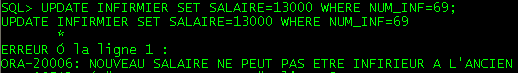 SQL> UPDATE INFIRMIER SET SALAIRE=13000 WHERE NUM_INF=69;
UPDATE INFIRMIER SET SALAIRE=13000 WHERE NUM_INF=69
*
ERREUR Ó la ligne 1 :
ORA-20006: NOUVEAU SALAIRE NE PEUT PAS ETRE INFIRIEUR A L'ANCIEN